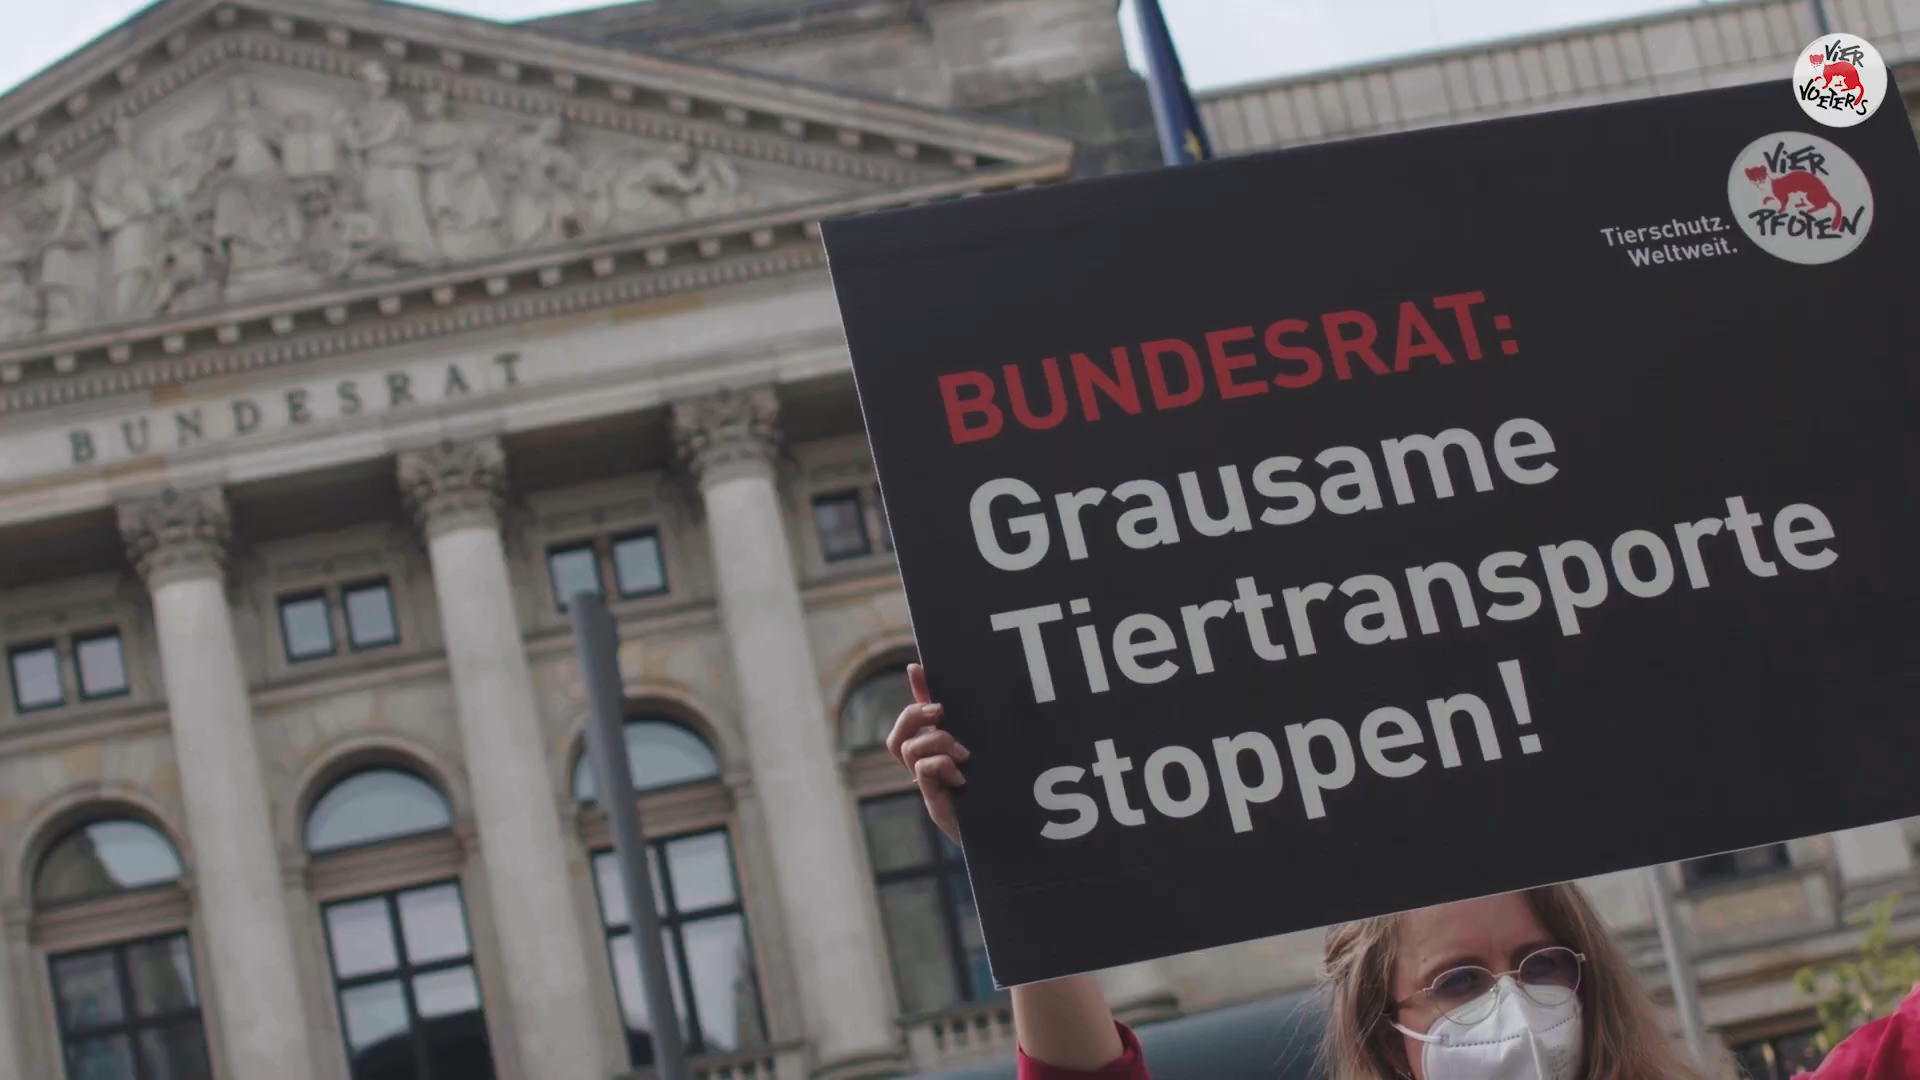 VIER
VOETERS
VIER
PFOTEN
Tierschutz.
Weltweit.
BUNDESRAT
BUNDESRAT:
Grausame
Tiertransporte
stoppen!